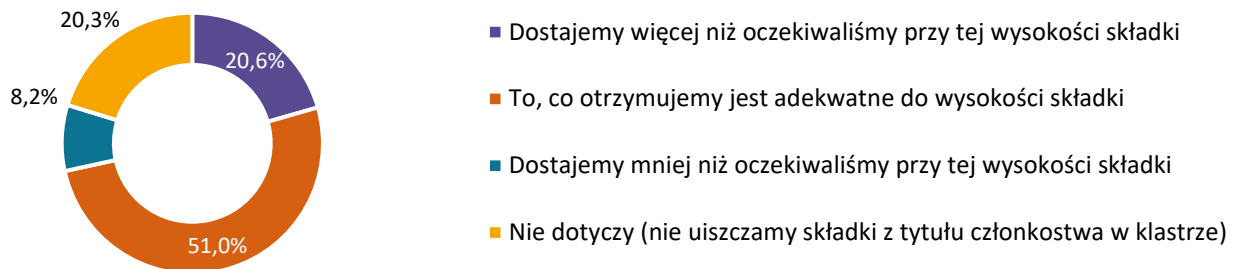 20,3%
20,6%
8,2%
51,0%
Dostajemy więcej niż oczekiwaliśmy przy tej wysokości składki
To, co otrzymujemy jest adekwatne do wysokości składki
Dostajemy mniej niż oczekiwaliśmy przy tej wysokości składki
Nie dotyczy (nie uiszczamy składki z tytułu członkostwa w klastrze)